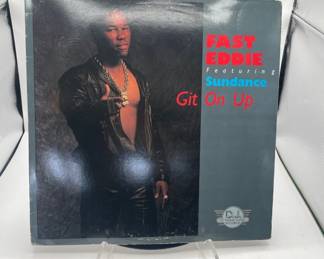 FAST
EDDIE
Featuring
Sundance
Git On Up
D.J.